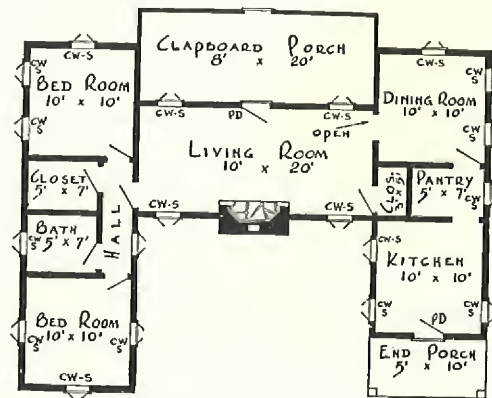 CW-S
CLAPBOARD PORCH
8' x 20'
CW-S
CW S
BED ROOM
10' x 10'
CW S
CW-S
PD
CW-S
OPEN
DINING ROOM
10' x 10'
CW S
CW S
LIVING ROOM
10' x 20'
CLOSET
5' x 7'
HALL
BATH
5' x 7'
CW S
CW-S
CW-S
CLOS.
PANTRY
5' x 7'
CW S
CW-S
KITCHEN
10' x 10'
CW S
CW S
PD
BED ROOM
10' x 10'
CW S
CW S
CW-S
END PORCH
5' x 10'